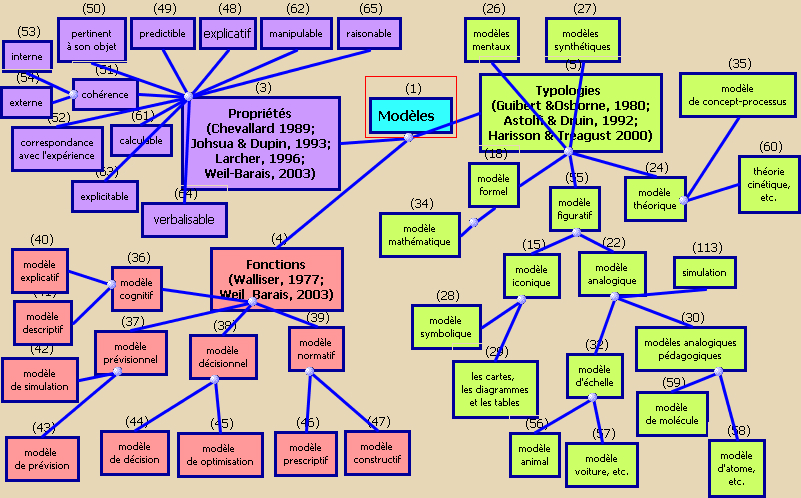 (50)
(49)
(48)
(62)
(65)
(26)
(27)
(53)
pertinent
à son objet
prédictible
explicatif
manipulable
raisonable
modèles
mentaux
modèles
synthétiques
interne
(54)
(51)
(3)
(1)
(5)
(35)
externe
cohérence
Propriétés
(Chevallard 1989;
Johsua & Dupin, 1993;
Larcher, 1996;
Weil-Barais, 2003)
Modèles
Typologies
(Guibert &Osborne, 1980;
Astolfi & Druin, 1992;
Harisson & Treagust 2000)
modèle
de concept-processus
(52)
(61)
correspondance
avec l'expérience
calculable
(63)
explicitable
(64)
verbalisable
(18)
modèle
formel
(55)
modèle
figuratif
(24)
modèle
théorique
(60)
théorie
cinétique,
etc.
(34)
modèle
mathématique
(4)
Fonctions
(Walliser, 1977;
Weil-Barais, 2003)
(15)
modèle
iconique
(22)
modèle
analogique
(113)
simulation
(40)
modèle
explicatif
(36)
modèle
cognitif
modèle
descriptif
(28)
modèle
symbolique
(37)
modèle
prévisionnel
(38)
modèle
décisionnel
(39)
modèle
normatif
(29)
les cartes,
les diagrammes
et les tables
(32)
modèle
d'échelle
(30)
modèles analogiques
pédagogiques
(42)
modèle
de simulation
(59)
modèle
de molécule
(43)
modèle
de prévision
(44)
modèle
de décision
(45)
modèle
de optimisation
(46)
modèle
prescriptif
(47)
modèle
constructif
(56)
modèle
animal
(57)
modèle
voiture, etc.
(58)
modèle
d'atome,
etc.